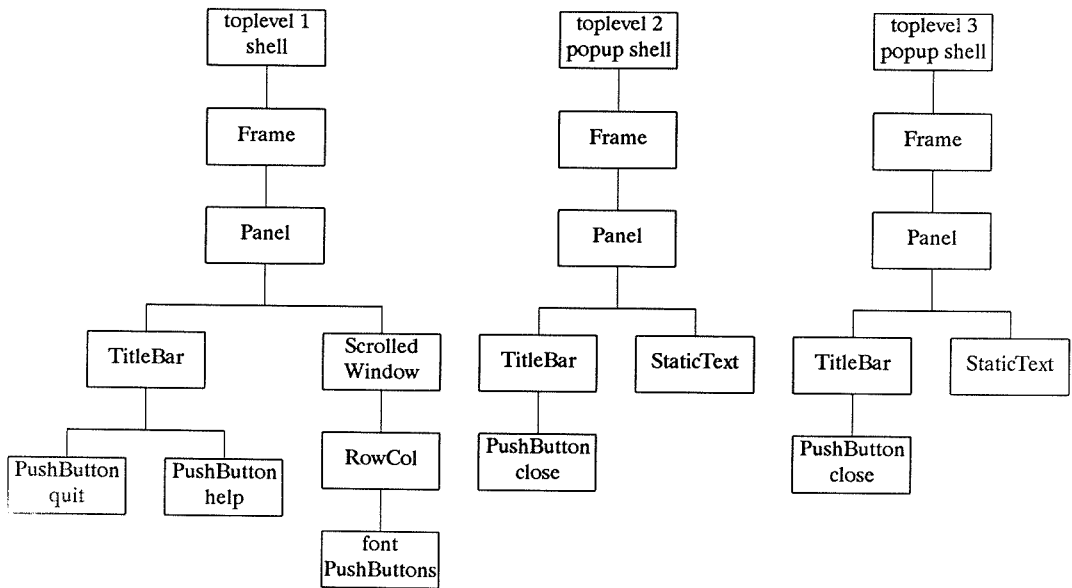 toplevel 1
shell
Frame
Panel
TitleBar
Scrolled
Window
PushButton
quit
PushButton
help
RowCol
font
PushButtons
toplevel 2
popup shell
Frame
Panel
TitleBar
StaticText
PushButton
close
toplevel 3
popup shell
Frame
Panel
TitleBar
StaticText
PushButton
close